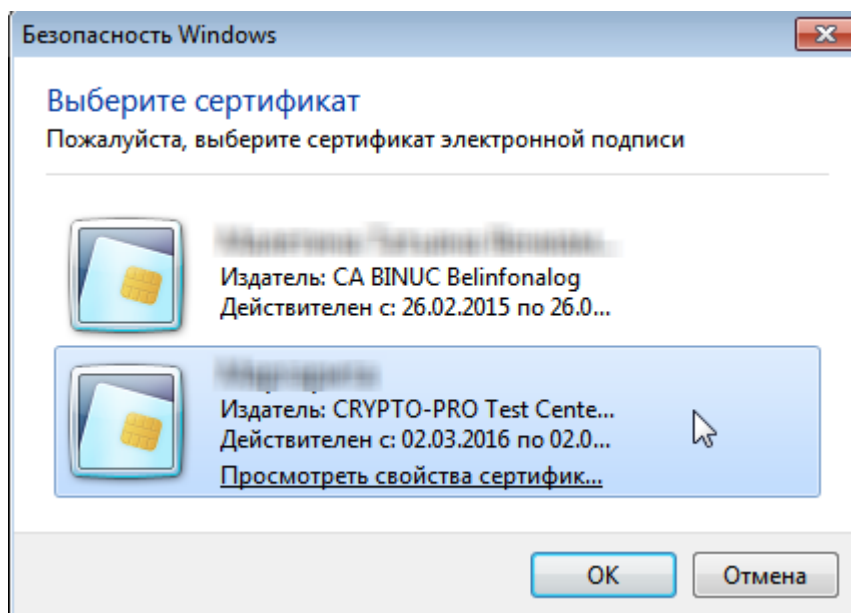 Безопасность Windows
Выберите сертификат
Пожалуйста, выберите сертификат электронной подписи
Издатель: CA BINUC Belinfonalog
Действителен с: 26.02.2015 по 26.0...
Издатель: CRYPTO-PRO Test Cente...
Действителен с: 02.03.2016 по 02.0...
Просмотреть свойства сертифик...
OK
Отмена